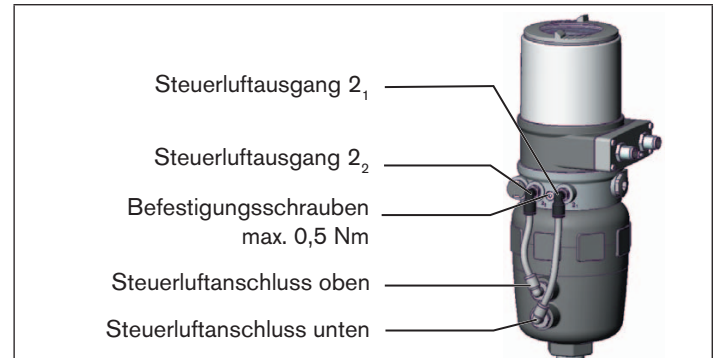 Steuerluftausgang 2₁
Steuerluftausgang 2₂
Befestigungsschrauben
max. 0,5 Nm
Steuerluftanschluss oben
Steuerluftanschluss unten